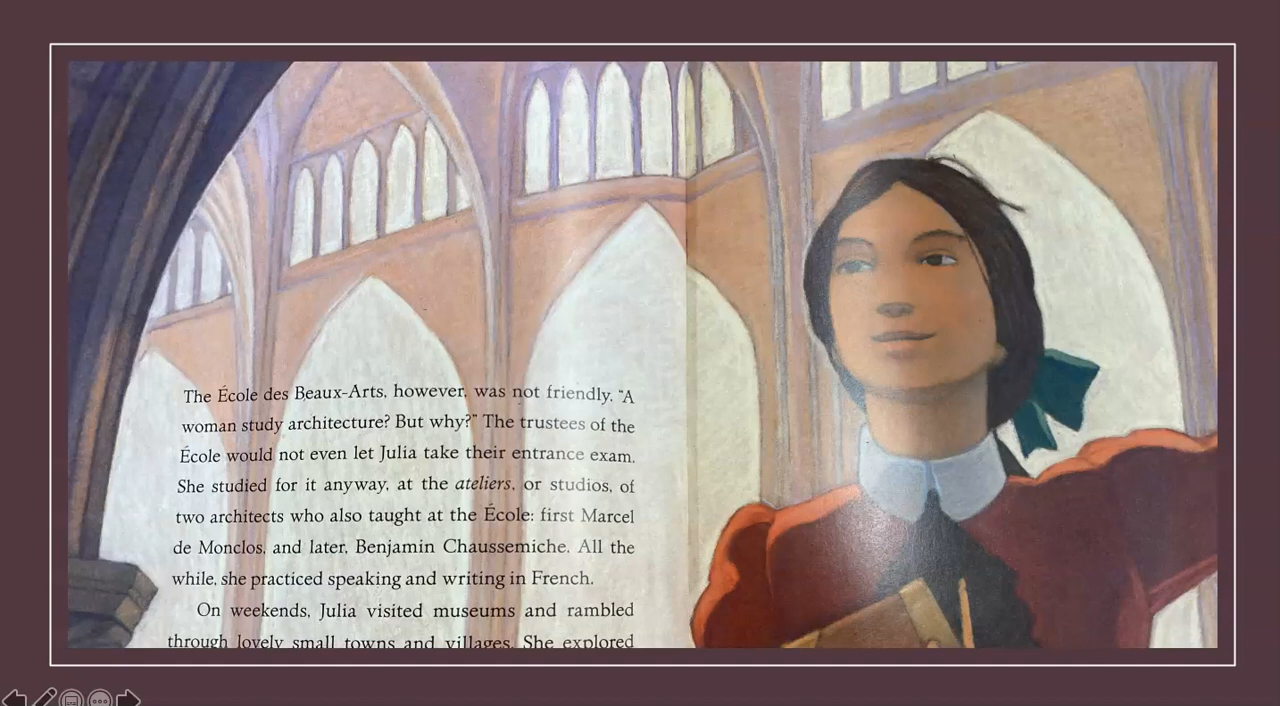 The École des Beaux-Arts, however, was not friendly. "A
woman study architecture? But why?" The trustees of the
École would not even let Julia take their entrance exam.
She studied for it anyway, at the ateliers, or studios, of
two architects who also taught at the École: first Marcel
de Monclos, and later, Benjamin Chaussemiche. All the
while, she practiced speaking and writing in French.
On weekends, Julia visited museums and rambled
through lovely small towns and villages. She explored